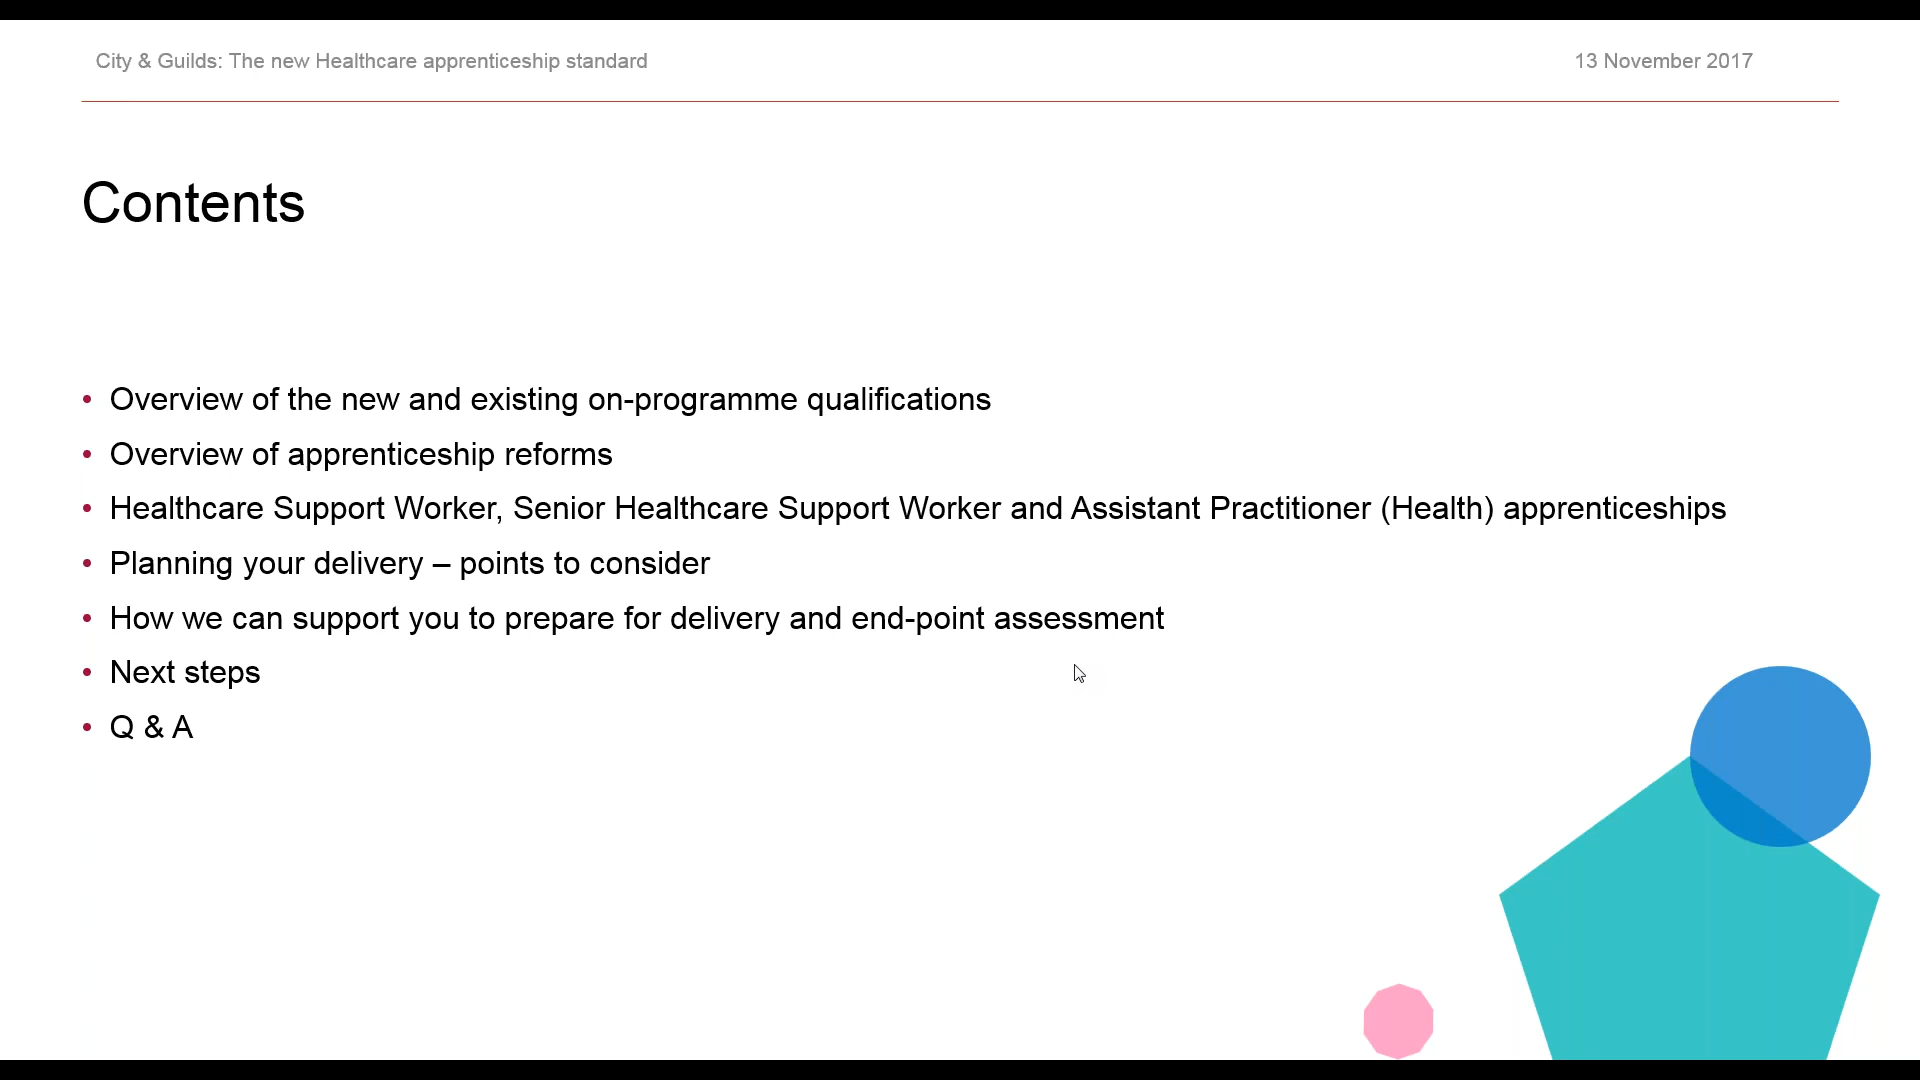 City & Guilds: The new Healthcare apprenticeship standard
13 November 2017
Contents
• Overview of the new and existing on-programme qualifications
• Overview of apprenticeship reforms
• Healthcare Support Worker, Senior Healthcare Support Worker and Assistant Practitioner (Health) apprenticeships
• Planning your delivery – points to consider
• How we can support you to prepare for delivery and end-point assessment
• Next steps
• Q & A